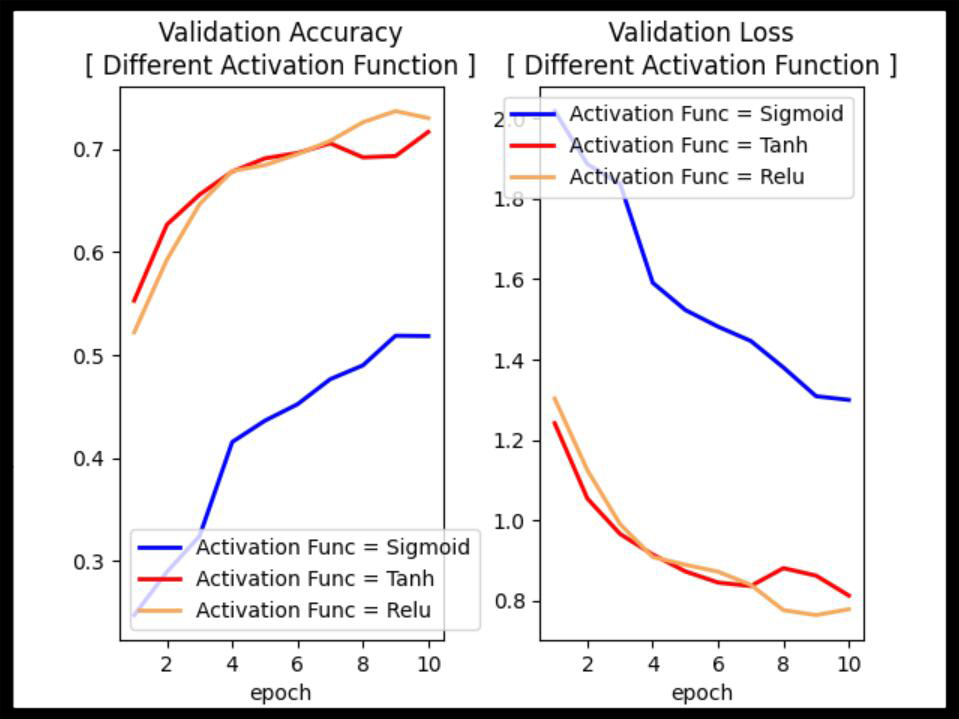 Validation Accuracy
[ Different Activation Function ]
0.7
0.6
0.5
0.4
0.3
Activation Func = Sigmoid
Activation Func = Tanh
Activation Func = Relu
2
4
6
8
10
epoch
Validation Loss
[ Different Activation Function ]
2.0
1.8
1.6
1.4
1.2
1.0
0.8
Activation Func = Sigmoid
Activation Func = Tanh
Activation Func = Relu
2
4
6
8
10
epoch